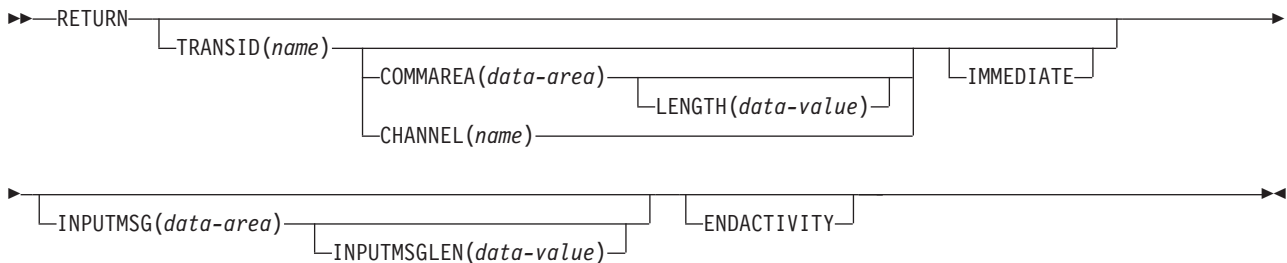 RETURN
TRANSID(name)
COMMAREA(data-area)
IMMEDIATE
LENGTH(data-value)
CHANNEL(name)
INPUTMSG(data-area)
ENDACTIVITY
INPUTMSGLEN(data-value)